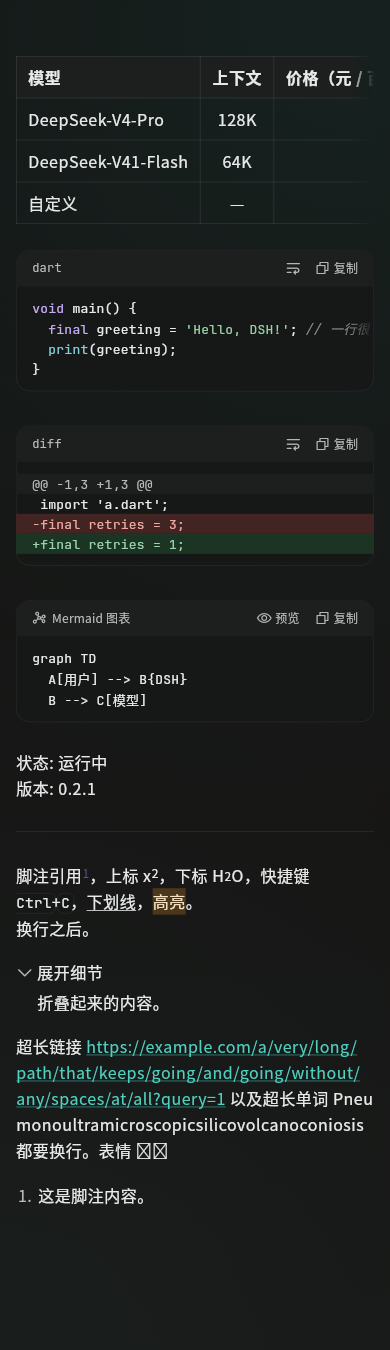 模型 上下文 价格（元 /
DeepSeek-V4-Pro 128K
DeepSeek-V41-Flash 64K
自定义 —
dart 复制
void main() {
  final greeting = 'Hello, DSH!'; // 一行很
  print(greeting);
}
diff 复制
@@ -1,3 +1,3 @@
 import 'a.dart';
-final retries = 3;
+final retries = 1;
Mermaid 图表 预览 复制
graph TD
  A[用户] --> B{DSH}
  B --> C[模型]
状态: 运行中
版本: 0.2.1
脚注引用1，上标 x²，下标 H₂O，快捷键
Ctrl+C，下划线，高亮。
换行之后。
展开细节
折叠起来的内容。
超长链接 https://example.com/a/very/long/
path/that/keeps/going/and/going/without/
any/spaces/at/all?query=1 以及超长单词 Pneu
monoultramicroscopicsilicovolcanoconiosis
都要换行。表情
1. 这是脚注内容。